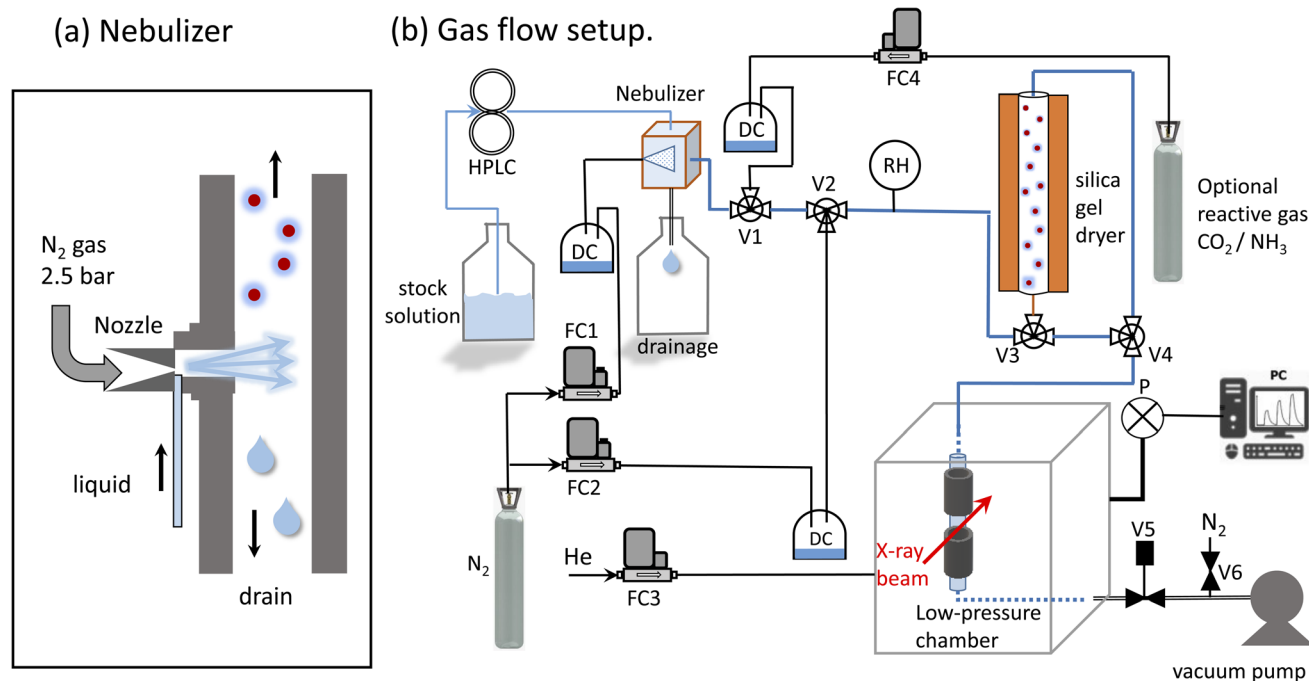 (a) Nebulizer
N₂ gas
2.5 bar
Nozzle
liquid
drain
(b) Gas flow setup.
FC4
Nebulizer
DC
HPLC
RH
V2
V1
DC
silica
gel
dryer
Optional
reactive gas
CO₂ / NH₃
stock
solution
drainage
FC1
V3
V4
P
PC
FC2
DC
N₂
He
FC3
X-ray
beam
Low-pressure
chamber
V5
N₂
V6
vacuum pump